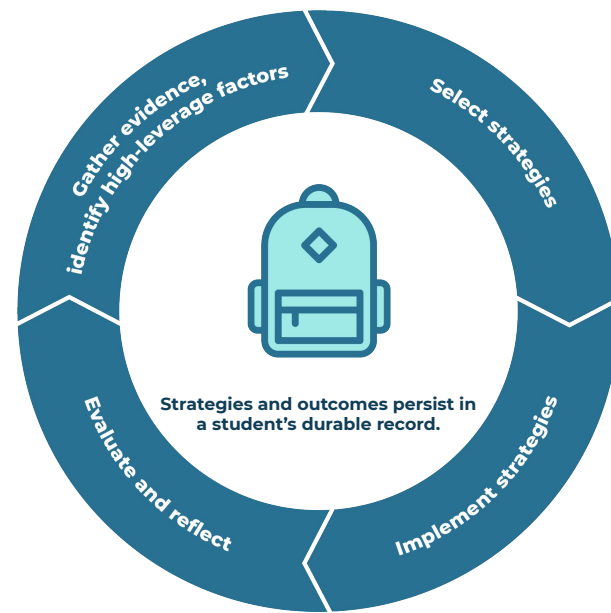 Gather evidence,
identify high-leverage factors
Select strategies
Implement strategies
Evaluate and reflect
Strategies and outcomes persist in
a student’s durable record.